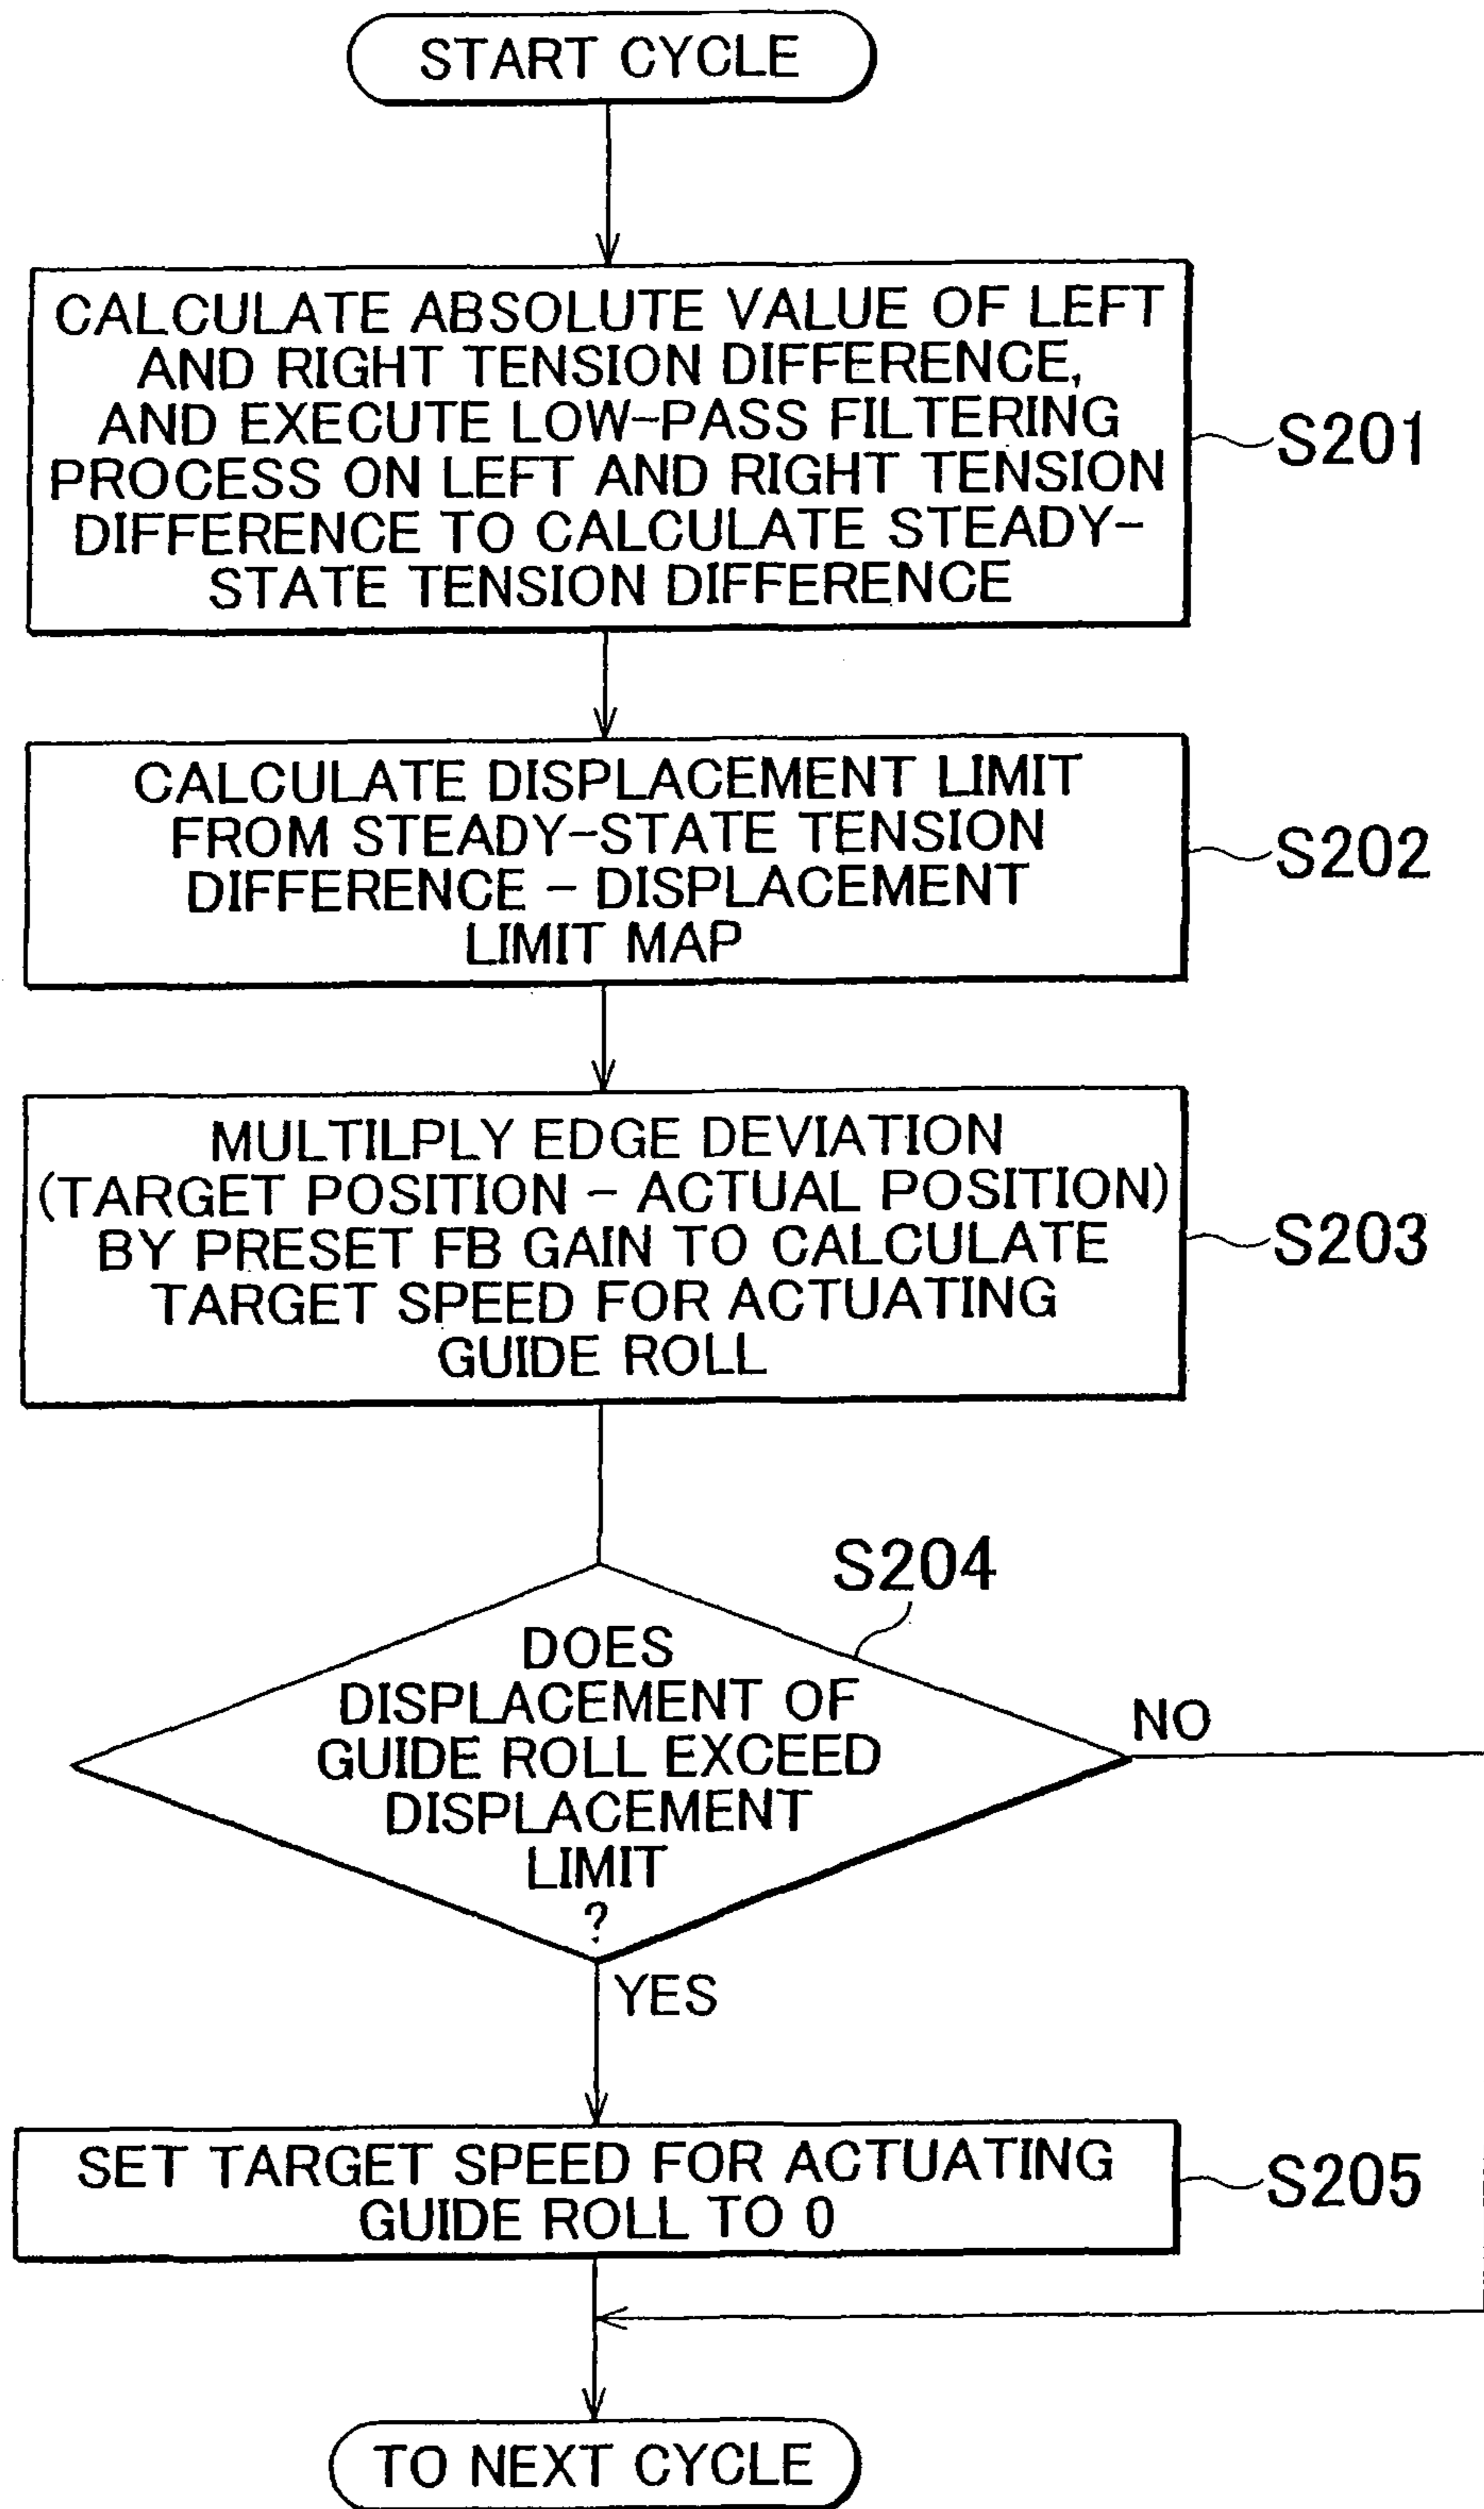 START CYCLE
CALCULATE ABSOLUTE VALUE OF LEFT
AND RIGHT TENSION DIFFERENCE,
AND EXECUTE LOW-PASS FILTERING
PROCESS ON LEFT AND RIGHT TENSION
DIFFERENCE TO CALCULATE STEADY-
STATE TENSION DIFFERENCE
S201
CALCULATE DISPLACEMENT LIMIT
FROM STEADY-STATE TENSION
DIFFERENCE - DISPLACEMENT
LIMIT MAP
S202
MULTILPLY EDGE DEVIATION
(TARGET POSITION - ACTUAL POSITION)
BY PRESET FB GAIN TO CALCULATE
TARGET SPEED FOR ACTUATING
GUIDE ROLL
S203
S204
DOES
DISPLACEMENT OF
GUIDE ROLL EXCEED
DISPLACEMENT
LIMIT
?
NO
YES
SET TARGET SPEED FOR ACTUATING
GUIDE ROLL TO 0
S205
TO NEXT CYCLE